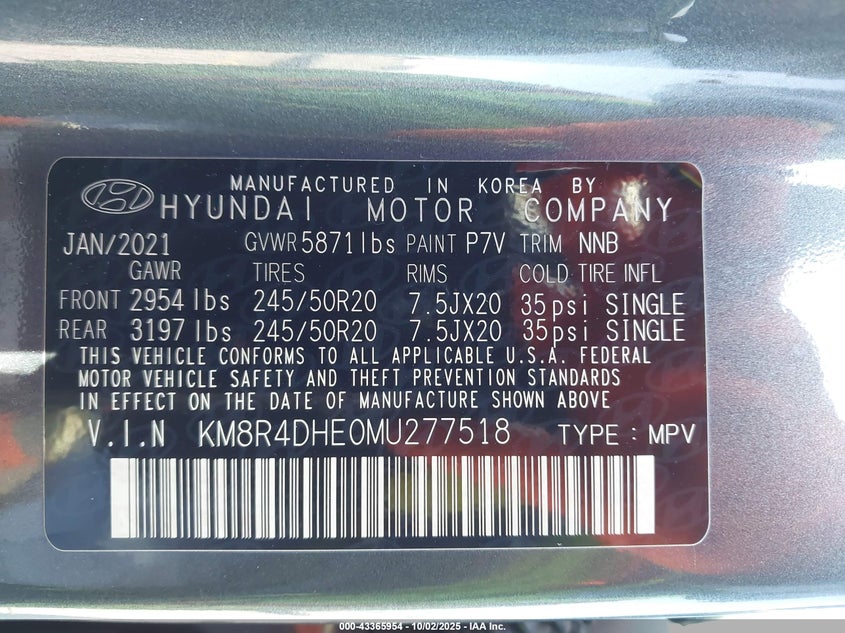 MANUFACTURED IN KOREA BY
HYUNDAI MOTOR COMPANY
JAN/2021 GVWR 5871lbs PAINT P7V TRIM NNB
GAWR TIRES RIMS COLD TIRE INFL
FRONT 2954 lbs 245/50R20 7.5JX20 35psi SINGLE
REAR 3197 lbs 245/50R20 7.5JX20 35psi SINGLE
THIS VEHICLE CONFORMS TO ALL APPLICABLE U.S.A. FEDERAL
MOTOR VEHICLE SAFETY AND THEFT PREVENTION STANDARDS
IN EFFECT ON THE DATE OF MANUFACTURE SHOWN ABOVE
V.I.N KM8R4DHE0MU277518 TYPE : MPV
000-43365954 - 10/02/2025 - IAA Inc.